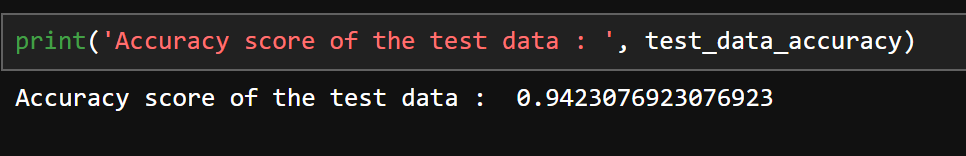 print('Accuracy score of the test data : ', test_data_accuracy)
Accuracy score of the test data :  0.9423076923076923